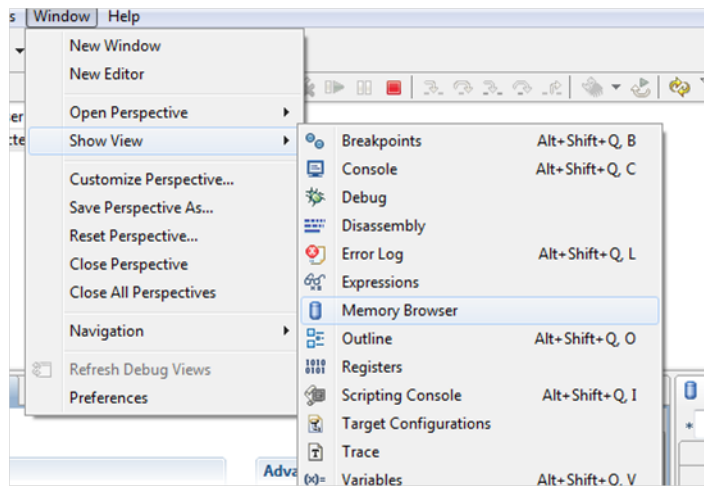 s Window Help
New Window
New Editor
Open Perspective
Show View
Customize Perspective...
Save Perspective As...
Reset Perspective...
Close Perspective
Close All Perspectives
Navigation
Refresh Debug Views
Preferences
er
cte
Breakpoints Alt+Shift+Q, B
Console Alt+Shift+Q, C
Debug
Disassembly
Error Log Alt+Shift+Q, L
Expressions
Memory Browser
Outline Alt+Shift+Q, O
Registers
Scripting Console Alt+Shift+Q, I
Target Configurations
Trace
Variables Alt+Shift+Q, V
Adva